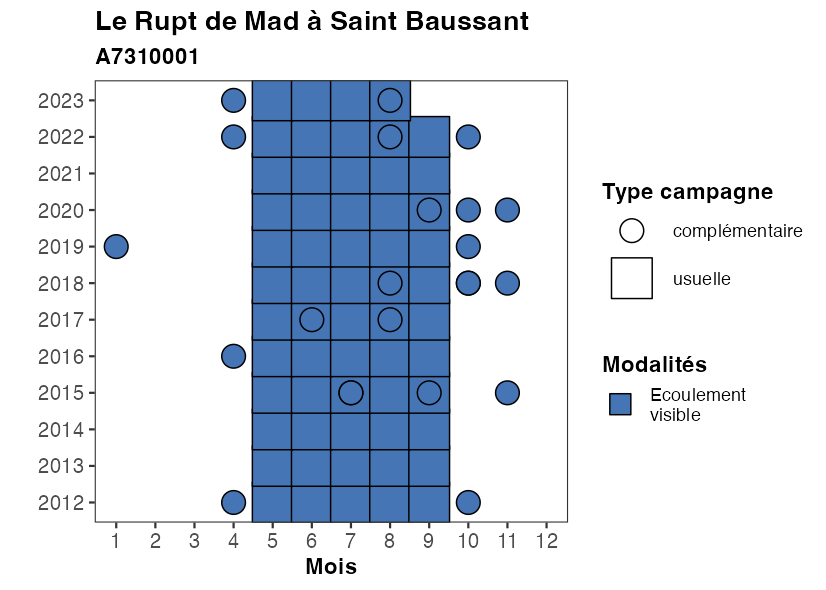 Le Rupt de Mad à Saint Baussant
A7310001
2023
2022
2021
2020
2019
2018
2017
2016
2015
2014
2013
2012
1 2 3 4 5 6 7 8 9 10 11 12
Mois
Type campagne
complémentaire
usuelle
Modalités
Ecoulement
visible